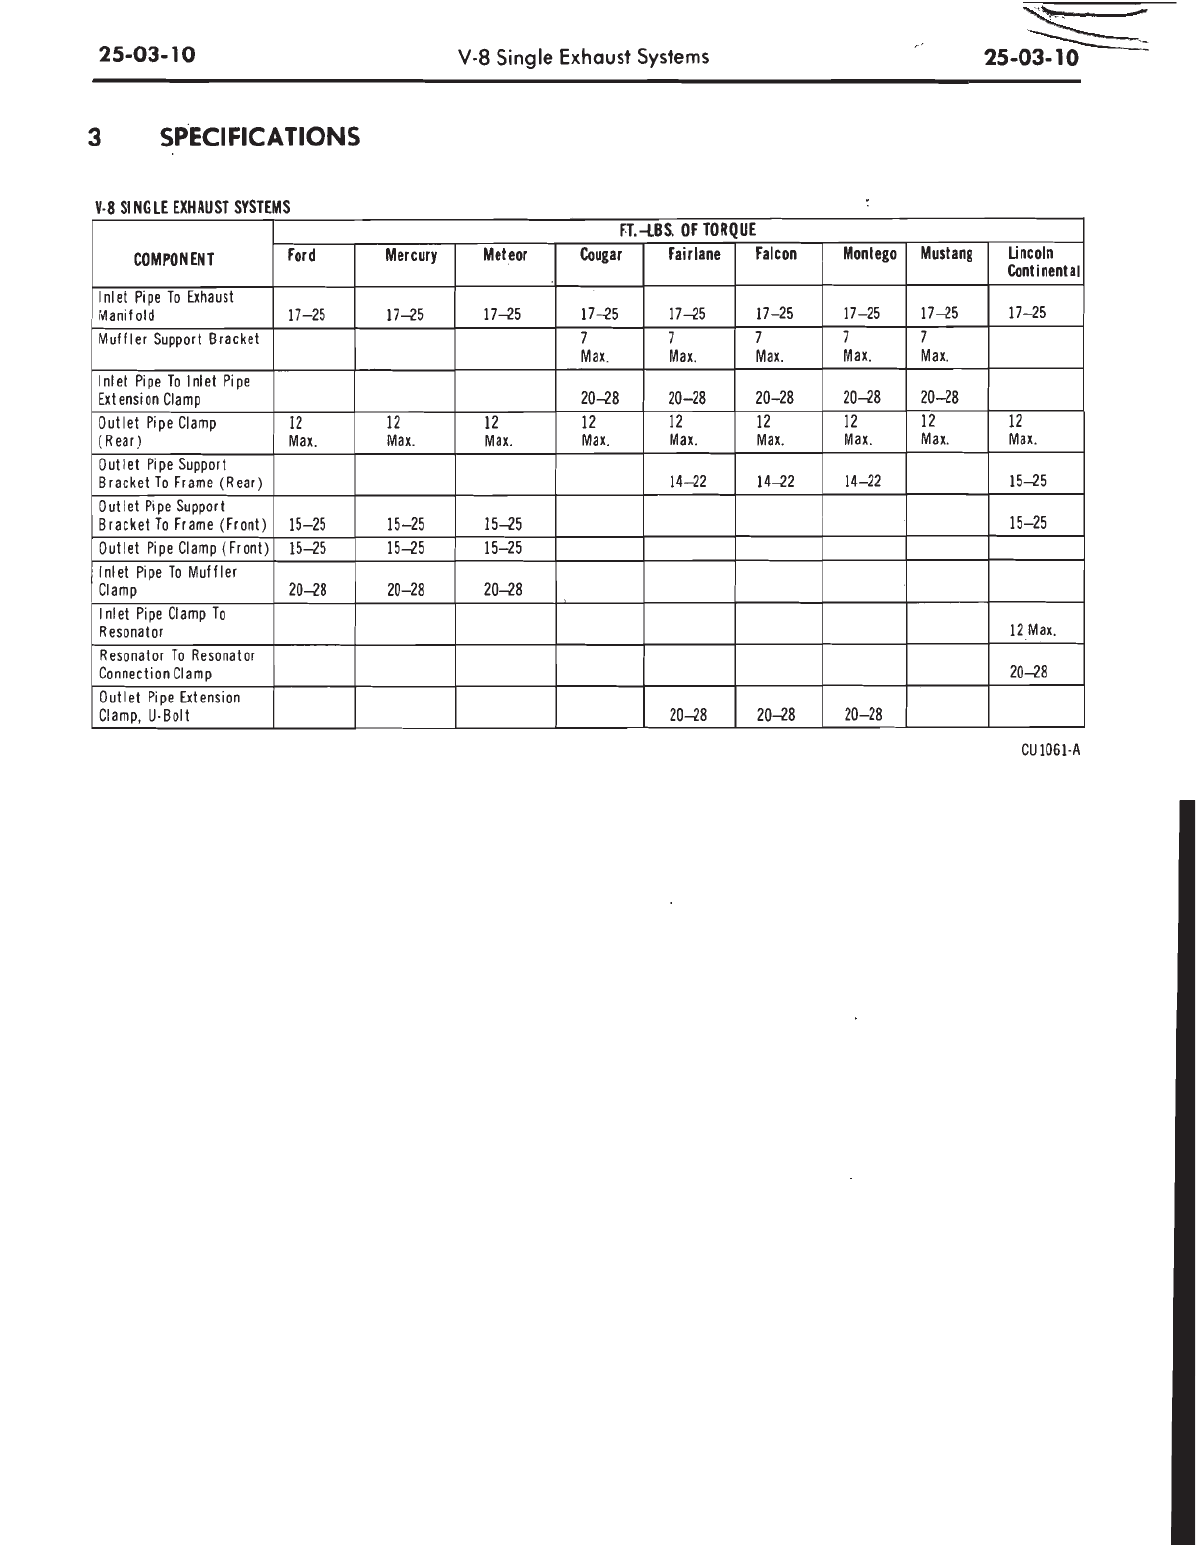 25-03-10 V-8 Single Exhaust Systems 25-03-10
3 SPECIFICATIONS
V-8 SINGLE EXHAUST SYSTEMS
FT.-LBS. OF TORQUE
COMPONENT Ford Mercury Meteor Cougar Fairlane Falcon Montego Mustang Lincoln
Continental
Inlet Pipe To Exhaust
Manifold 17–25 17–25 17–25 17–25 17–25 17–25 17–25 17–25 17–25
Muffler Support Bracket 7 7 7 7 7
Max. Max. Max. Max. Max.
Inlet Pipe To Inlet Pipe
Extension Clamp 20–28 20–28 20–28 20–28 20–28
Outlet Pipe Clamp 12 12 12 12 12 12 12 12 12
(Rear) Max. Max. Max. Max. Max. Max. Max. Max. Max.
Outlet Pipe Support
Bracket To Frame (Rear) 14–22 14–22 14–22 15–25
Outlet Pipe Support
Bracket To Frame (Front) 15–25 15–25 15–25 15–25
Outlet Pipe Clamp (Front) 15–25 15–25 15–25
Inlet Pipe To Muffler
Clamp 20–28 20–28 20–28
Inlet Pipe Clamp To
Resonator 12 Max.
Resonator To Resonator
Connection Clamp 20–28
Outlet Pipe Extension
Clamp, U-Bolt 20–28 20–28 20–28
CU1061-A